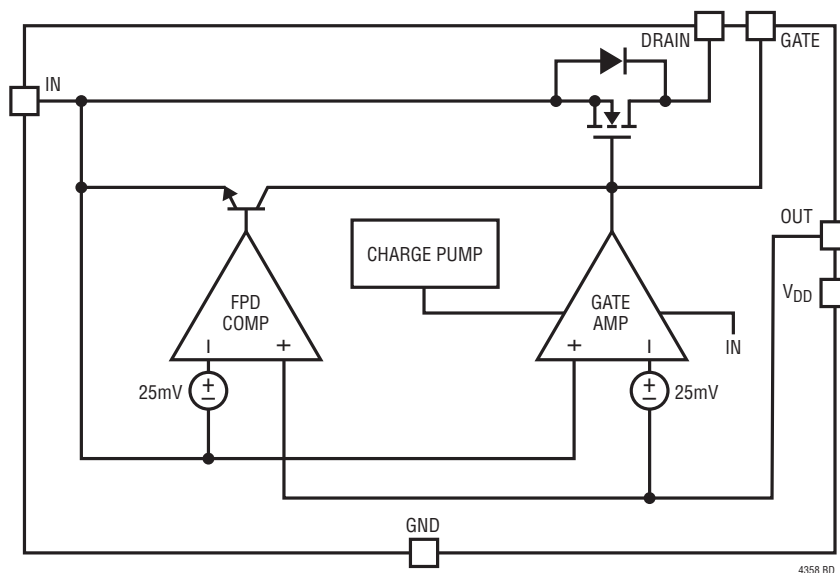 DRAIN
GATE
IN
OUT
CHARGE PUMP
VDD
FPD
COMP
GATE
AMP
− +
+ −
IN
25mV
+
−
+
−
25mV
GND
4358 BD